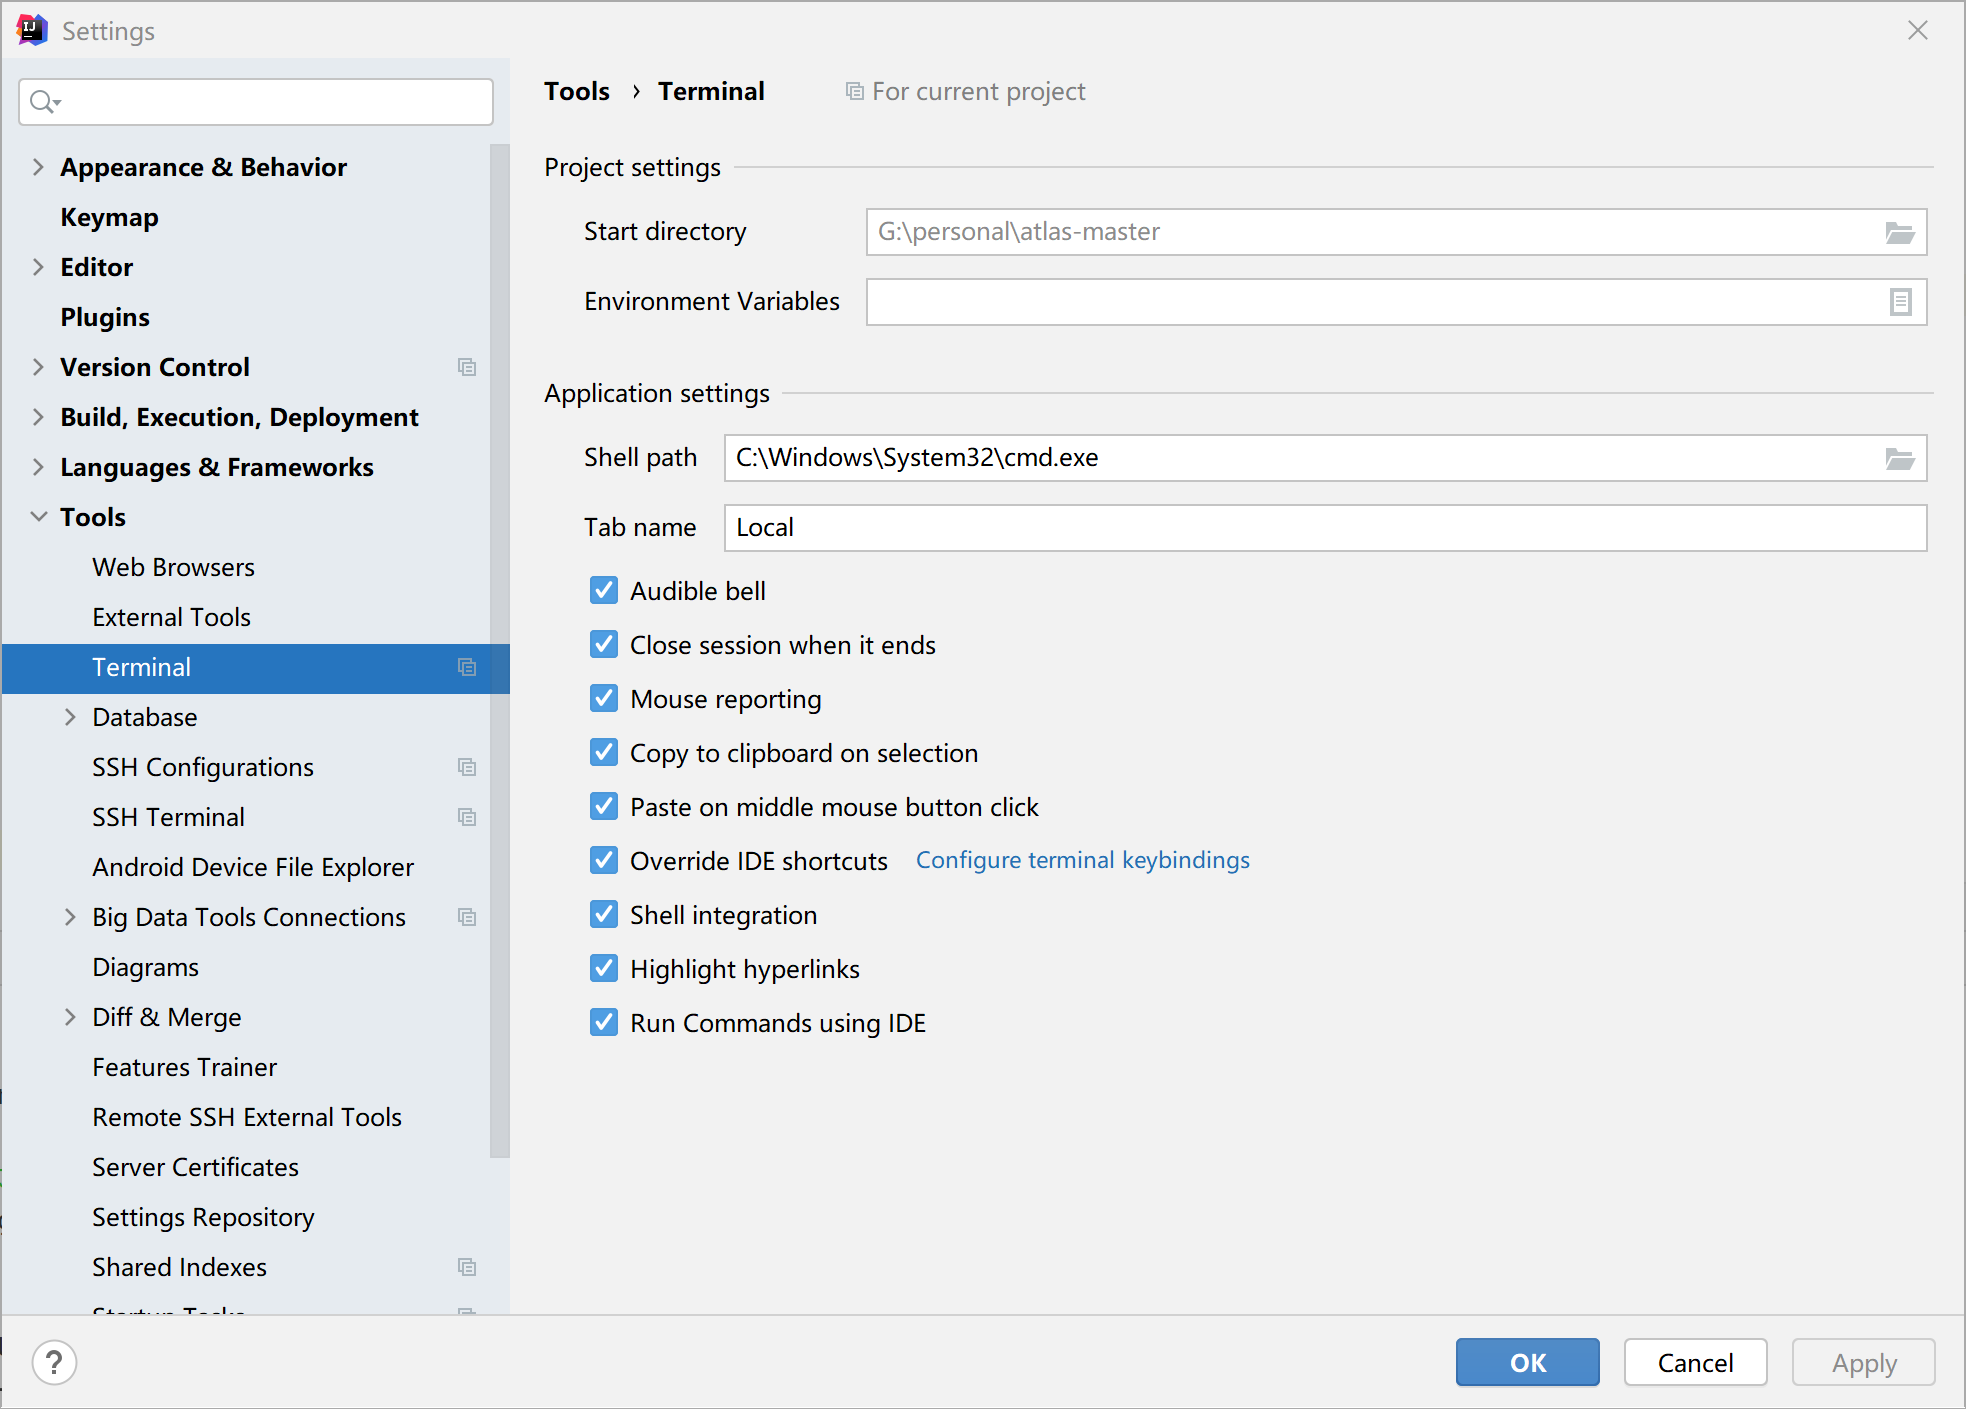 Settings
Tools › Terminal For current project
Appearance & Behavior
Keymap
Editor
Plugins
Version Control
Build, Execution, Deployment
Languages & Frameworks
Tools
Web Browsers
External Tools
Terminal
Database
SSH Configurations
SSH Terminal
Android Device File Explorer
Big Data Tools Connections
Diagrams
Diff & Merge
Features Trainer
Remote SSH External Tools
Server Certificates
Settings Repository
Shared Indexes
Startup Tasks
Project settings
Start directory G:\personal\atlas-master
Environment Variables
Application settings
Shell path C:\Windows\System32\cmd.exe
Tab name Local
Audible bell
Close session when it ends
Mouse reporting
Copy to clipboard on selection
Paste on middle mouse button click
Override IDE shortcuts Configure terminal keybindings
Shell integration
Highlight hyperlinks
Run Commands using IDE
? OK Cancel Apply